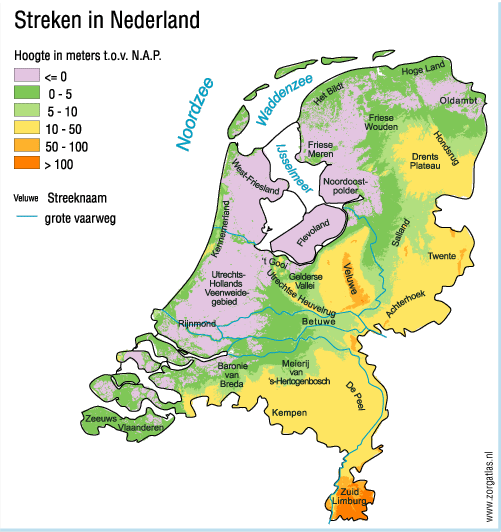 Streken in Nederland
Hoogte in meters t.o.v. N.A.P.
<= 0
0 - 5
5 - 10
10 - 50
50 - 100
> 100
Veluwe Streeknaam
grote vaarweg
Noordzee
Waddenzee
IJsselmeer
Hoge Land
Het Bildt
Oldambt
Friese
Wouden
Hondsrug
Friese
Meren
Drents
Plateau
West-Friesland
Noordoost-
polder
Kennemerland
Flevoland
Salland
't Gooi
Twente
Utrechts-
Hollands
Veenweide-
gebied
Gelderse
Vallei
Veluwe
Utrechtse Heuvelrug
Achterhoek
Rijnmond
Betuwe
Baronie
van
Breda
Meierij
van
's-Hertogenbosch
De Peel
Kempen
Zeeuws
Vlaanderen
Zuid
Limburg
www.zorgatlas.nl